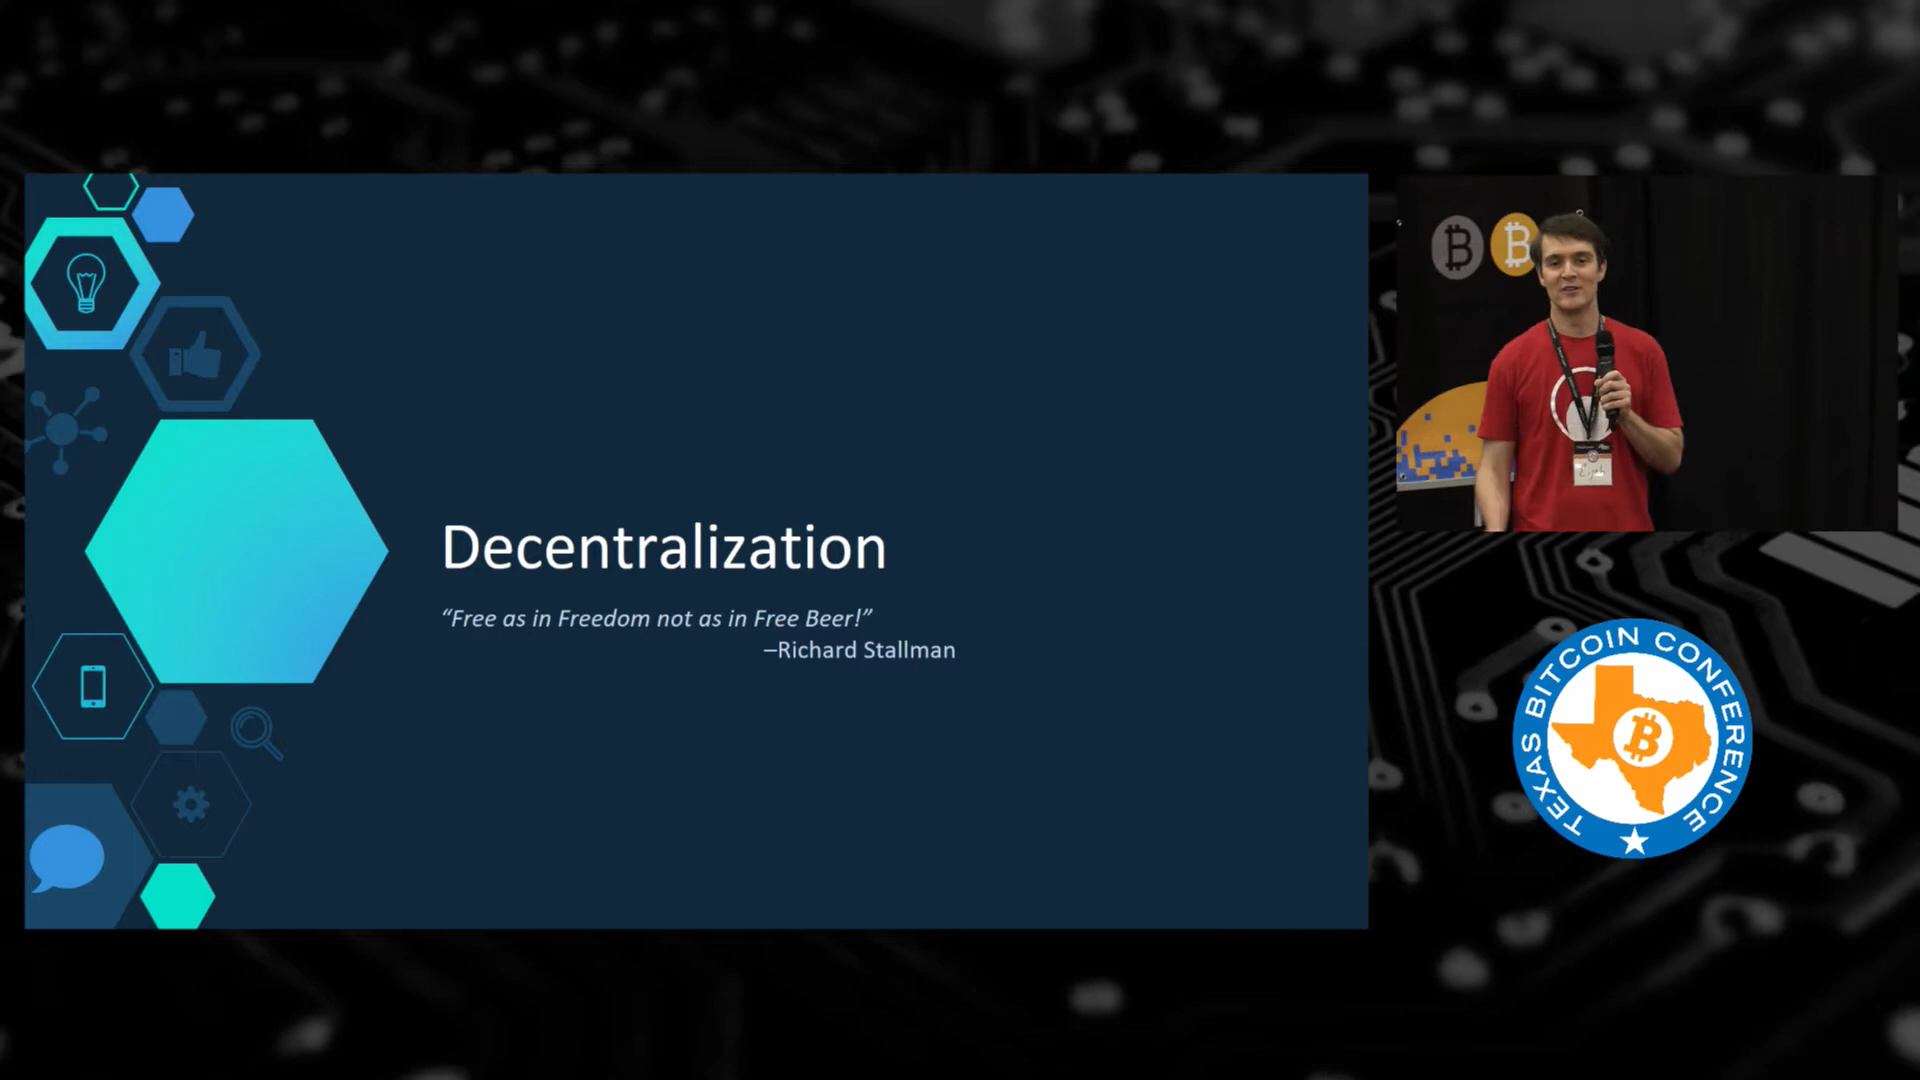 Decentralization
“Free as in Freedom not as in Free Beer!”
–Richard Stallman
TEXAS BITCOIN CONFERENCE